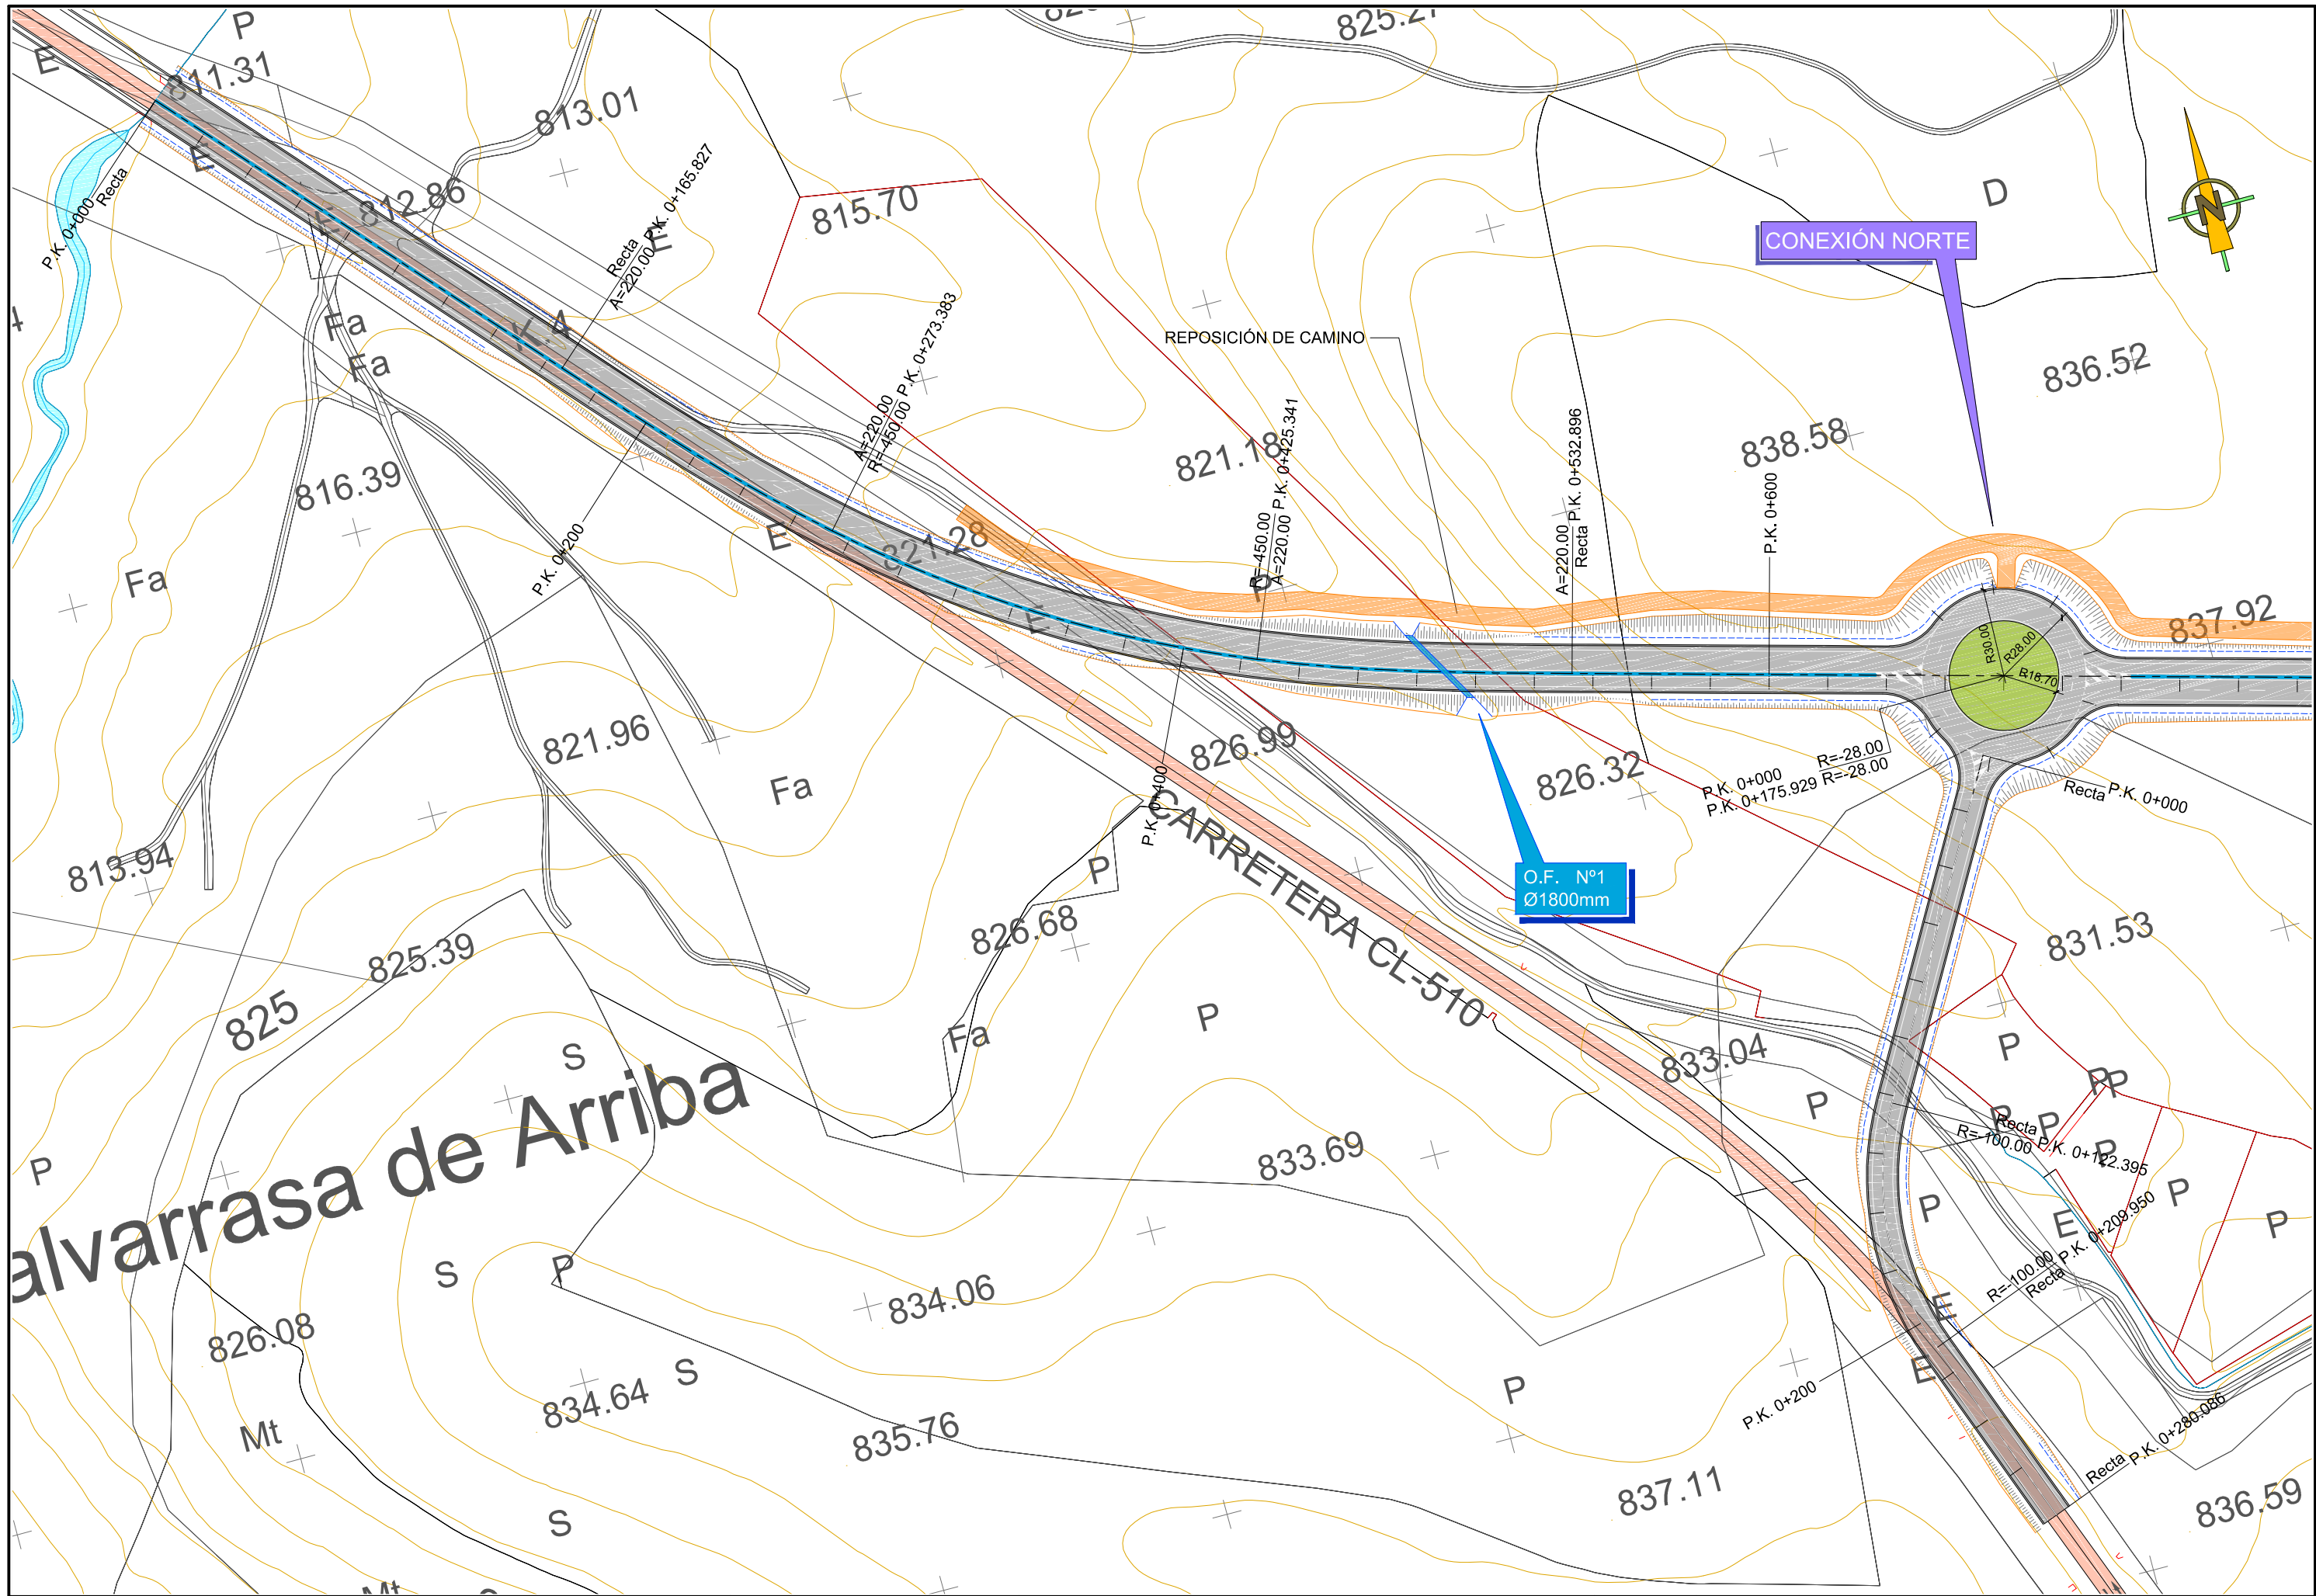 P
825.27
E
811.31
813.01
E
P.K. 0+000
Recta
E
812.86
Recta
A=220.00
P.K. 0+165.827
E
815.70
D
N
CONEXIÓN NORTE
4
Fa
Fa
K.4
REPOSICIÓN DE CAMINO
836.52
A=220.00
R=-450.00
P.K. 0+273.383
821.18
R=-450.00
A=220.00
P.K. 0+425.341
A=220.00
Recta
P.K. 0+532.896
838.58
P.K. 0+600
816.39
P.K. 0+200
E
821.28
Fa
P
E
837.92
R30.00
R28.00
R18.70
821.96
Fa
826.99
P.K. 0+400
826.32
R=-28.00
P.K. 0+000
P.K. 0+175.929 R=-28.00
Recta
P.K. 0+000
813.94
P
CARRETERA CL-510
O.F. Nº1
Ø1800mm
826.68
825.39
825
831.53
Fa
P
S
833.04
P
P
P
P
P
P
P
P
Recta
R=-100.00
P.K. 0+122.395
alvarrasa de Arriba
P
833.69
P
P
E
P
R=-100.00
Recta
P.K. 0+209.950
S
P
834.06
E
E
826.08
P.K. 0+200
S
P
834.64
Mt
835.76
Recta
P.K. 0+280.086
837.11
836.59
S
Mt